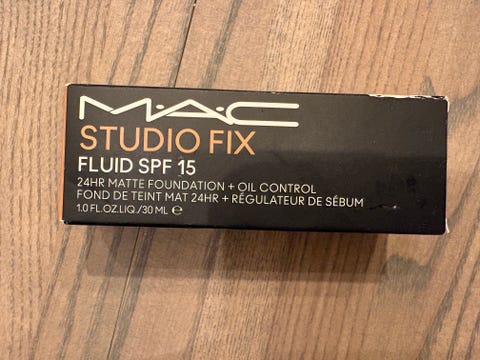 M·A·C
STUDIO FIX
FLUID SPF 15
24HR MATTE FOUNDATION + OIL CONTROL
FOND DE TEINT MAT 24HR + RÉGULATEUR DE SÉBUM
1.0 FL.OZ.LIQ./30 ML ℮